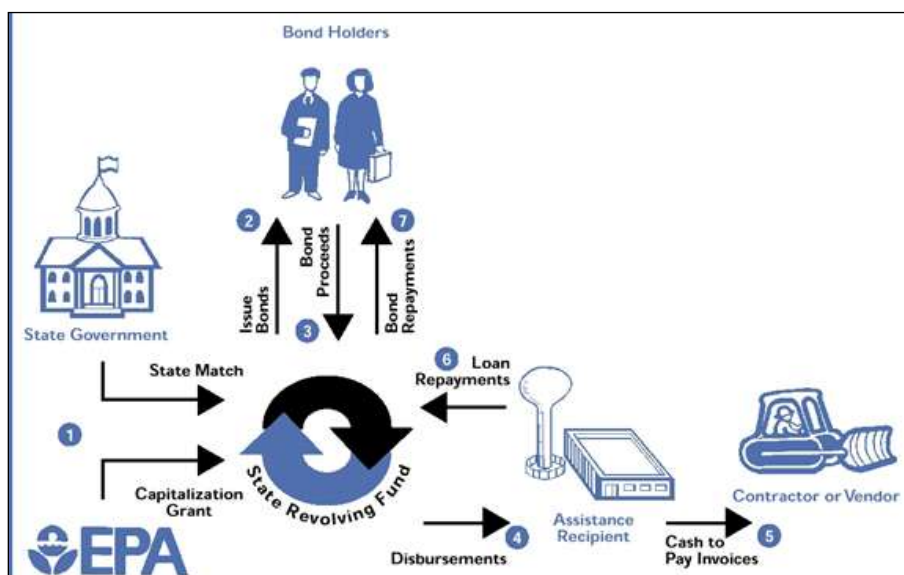 Bond Holders
2
7
Issue
Bonds
Bond
Proceeds
Bond
Repayments
3
State Government
State Match
6
Loan
Repayments
1
Capitalization
Grant
State Revolving Fund
EPA
Disbursements
4
Assistance
Recipient
Cash to
Pay Invoices
5
Contractor or Vendor